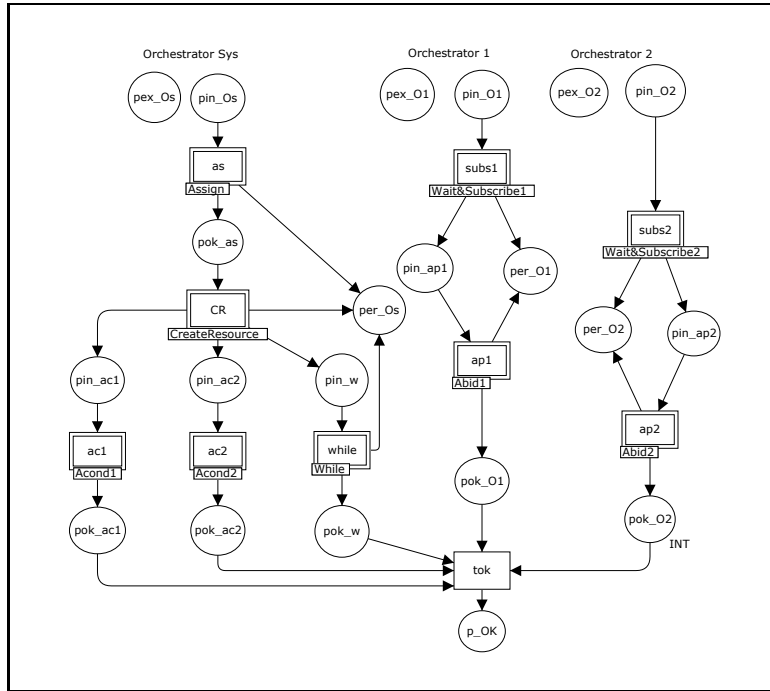 Orchestrator Sys
Orchestrator 1
Orchestrator 2
pex_Os
pin_Os
pex_O1
pin_O1
pex_O2
pin_O2
as
Assign
subs1
Wait&Subscribe1
subs2
Wait&Subscribe2
pok_as
pin_ap1
per_O1
CR
CreateResource
per_Os
per_O2
pin_ap2
pin_ac1
pin_ac2
pin_w
ap1
Abid1
ac1
Acond1
ac2
Acond2
while
While
ap2
Abid2
pok_O1
pok_ac1
pok_ac2
pok_w
pok_O2
INT
tok
p_OK